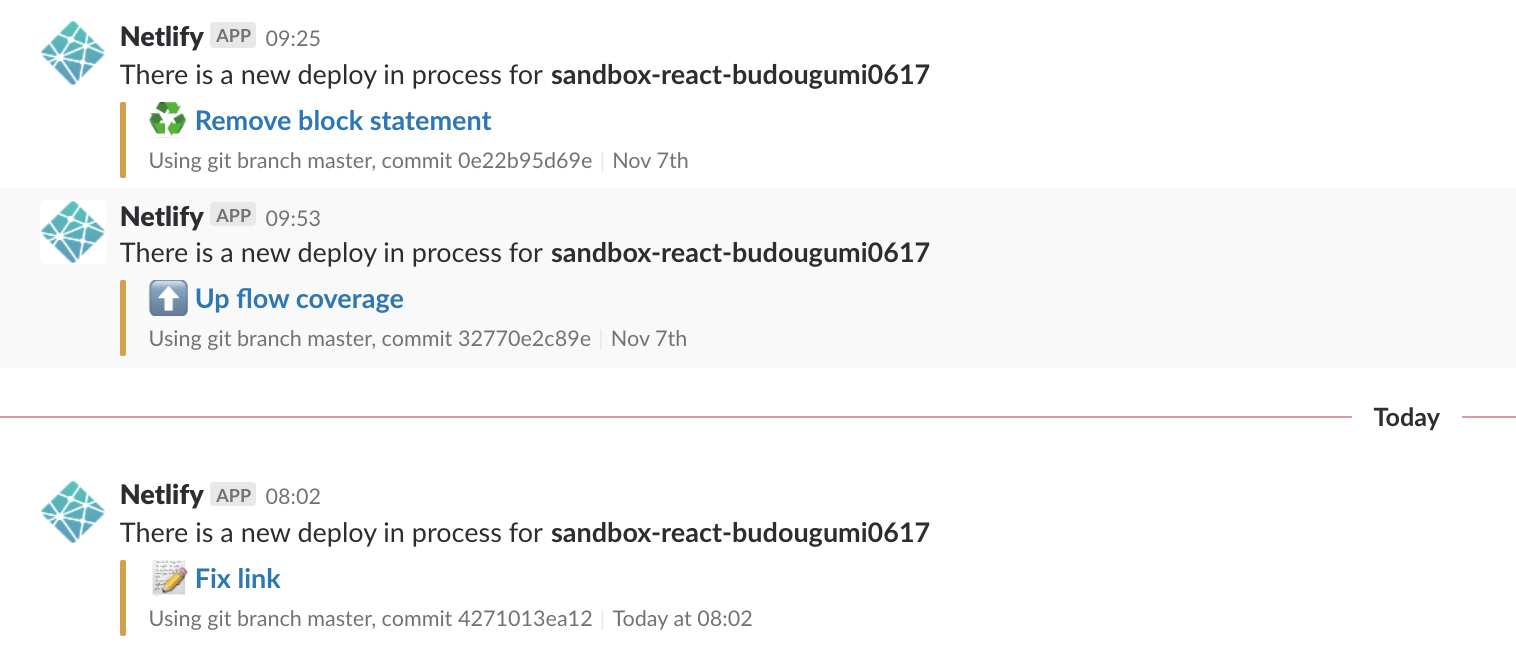 Netlify APP 09:25
There is a new deploy in process for sandbox-react-budougumi0617
♻️ Remove block statement
Using git branch master, commit 0e22b95d69e | Nov 7th
Netlify APP 09:53
There is a new deploy in process for sandbox-react-budougumi0617
⬆️ Up flow coverage
Using git branch master, commit 32770e2c89e | Nov 7th
Today
Netlify APP 08:02
There is a new deploy in process for sandbox-react-budougumi0617
📝 Fix link
Using git branch master, commit 4271013ea12 | Today at 08:02